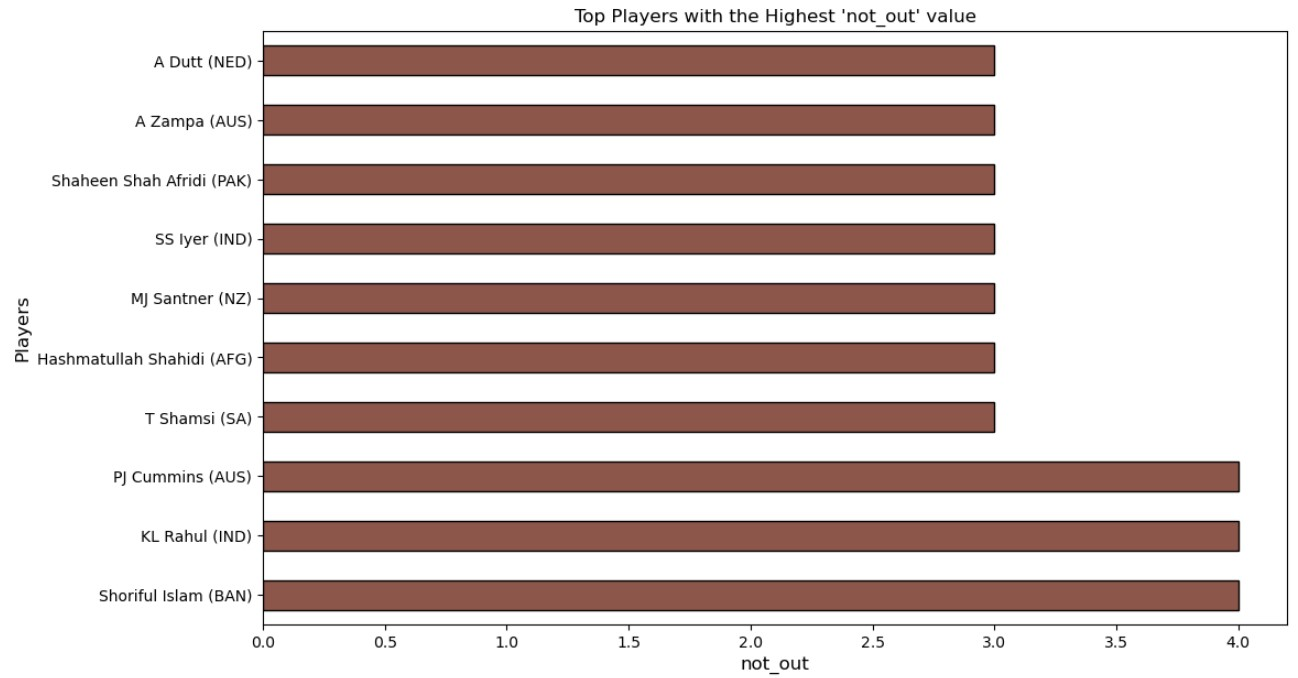 Top Players with the Highest 'not_out' value
Players
A Dutt (NED)
A Zampa (AUS)
Shaheen Shah Afridi (PAK)
SS Iyer (IND)
MJ Santner (NZ)
Hashmatullah Shahidi (AFG)
T Shamsi (SA)
PJ Cummins (AUS)
KL Rahul (IND)
Shoriful Islam (BAN)
0.0 0.5 1.0 1.5 2.0 2.5 3.0 3.5 4.0
not_out